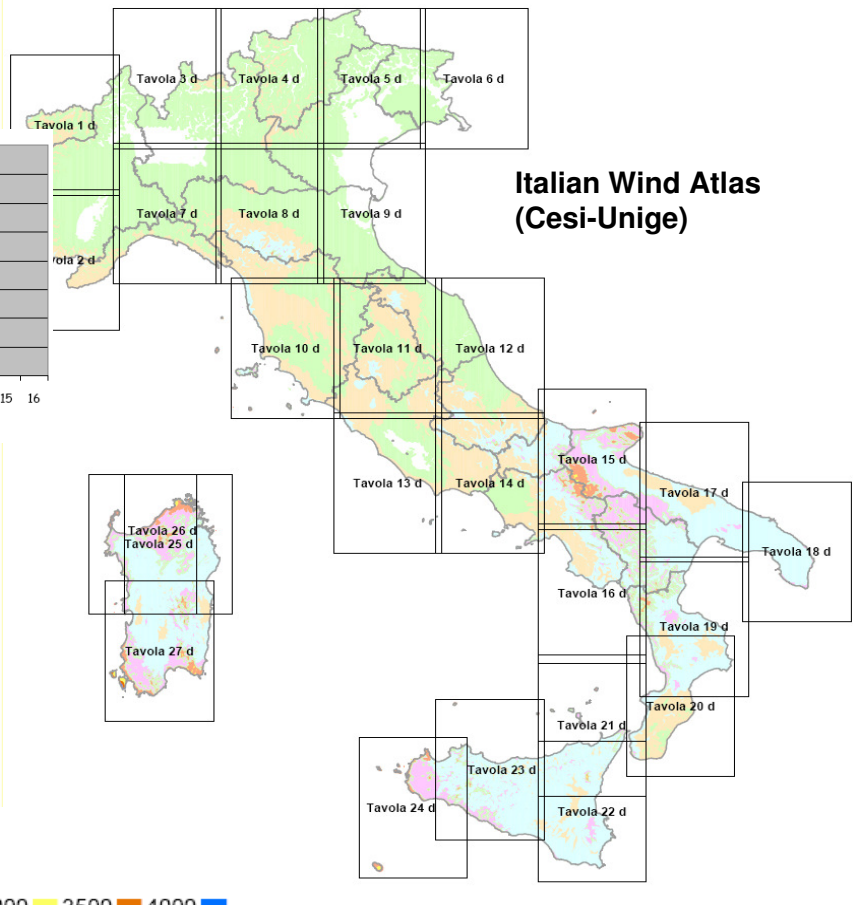 Tavola 3 d
Tavola 4 d
Tavola 5 d
Tavola 6 d
Tavola 1 d
Italian Wind Atlas
(Cesi-Unige)
Tavola 7 d
Tavola 8 d
Tavola 9 d
vola 2 d
Tavola 10 d
Tavola 11 d
Tavola 12 d
15 16
Tavola 15 d
Tavola 13 d
Tavola 14 d
Tavola 17 d
Tavola 26 d
Tavola 25 d
Tavola 18 d
Tavola 16 d
Tavola 19 d
Tavola 27 d
Tavola 20 d
Tavola 21 d
Tavola 23 d
Tavola 24 d
Tavola 22 d
3500 4000